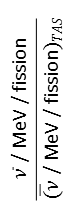 ν̄ / MeV / fission
(ν̄ / MeV / fission)TAS